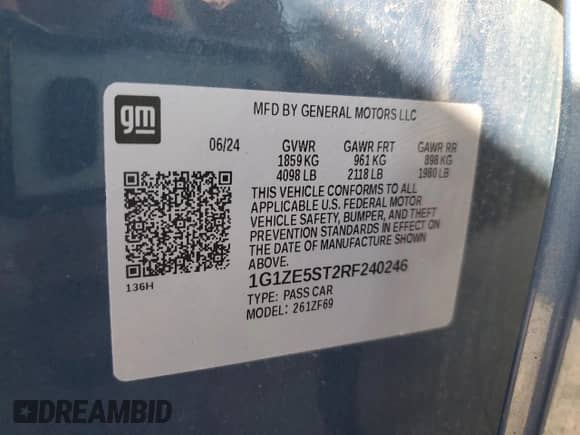 gm
MFD BY GENERAL MOTORS LLC
06/24 GVWR GAWR FRT GAWR RR
1859 KG 961 KG 898 KG
4098 LB 2118 LB 1980 LB
THIS VEHICLE CONFORMS TO ALL
APPLICABLE U.S. FEDERAL MOTOR
VEHICLE SAFETY, BUMPER, AND THEFT
PREVENTION STANDARDS IN EFFECT ON
THE DATE OF MANUFACTURE SHOWN
ABOVE.
136H
1G1ZE5ST2RF240246
TYPE: PASS CAR
MODEL: 261ZF69
DREAMBID